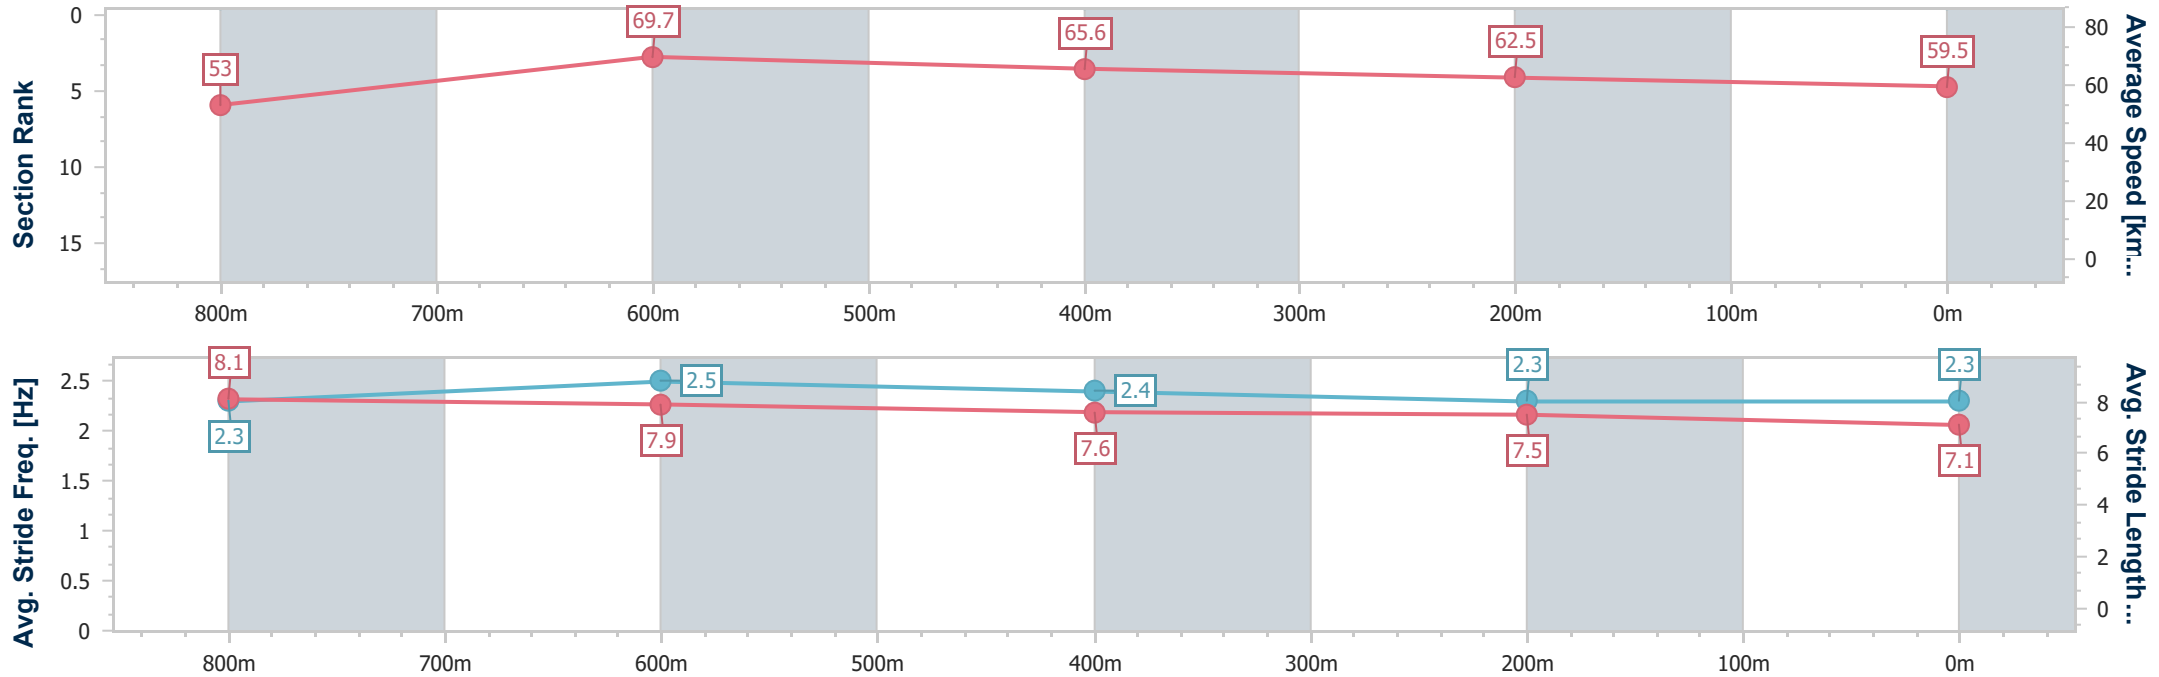 Section Rank
0
5
10
15
53
69.7
65.6
62.5
59.5
80
60
40
20
0
Average Speed [km...
800m
700m
600m
500m
400m
300m
200m
100m
0m
Avg. Stride Freq. [Hz]
2.5
2
1.5
1
0.5
0
8.1
2.3
2.5
7.9
2.4
7.6
2.3
7.5
2.3
7.1
8
6
4
2
0
Avg. Stride Length...
800m
700m
600m
500m
400m
300m
200m
100m
0m